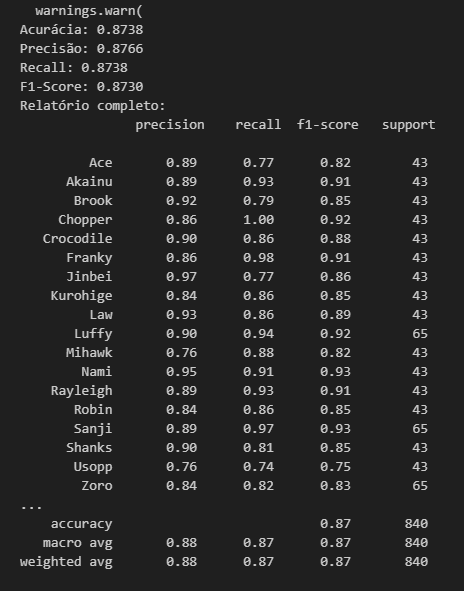 warnings.warn(
Acurácia: 0.8738
Precisão: 0.8766
Recall: 0.8738
F1-Score: 0.8730
Relatório completo:
precision recall f1-score support
Ace 0.89 0.77 0.82 43
Akainu 0.89 0.93 0.91 43
Brook 0.92 0.79 0.85 43
Chopper 0.86 1.00 0.92 43
Crocodile 0.90 0.86 0.88 43
Franky 0.86 0.98 0.91 43
Jinbei 0.97 0.77 0.86 43
Kurohige 0.84 0.86 0.85 43
Law 0.93 0.86 0.89 43
Luffy 0.90 0.94 0.92 65
Mihawk 0.76 0.88 0.82 43
Nami 0.95 0.91 0.93 43
Rayleigh 0.89 0.93 0.91 43
Robin 0.84 0.86 0.85 43
Sanji 0.89 0.97 0.93 65
Shanks 0.90 0.81 0.85 43
Usopp 0.76 0.74 0.75 43
Zoro 0.84 0.82 0.83 65
...
accuracy 0.87 840
macro avg 0.88 0.87 0.87 840
weighted avg 0.88 0.87 0.87 840